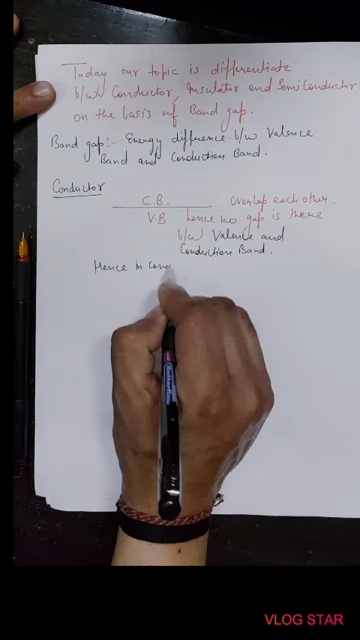 Today our topic is differentiate
b/w Conductor, Insulator and SemiConductor
on the basis of Band gap.
Band gap:- Energy difference b/w Valence
Band and Conduction Band.
Conductor
C.B. Overlap each other.
V.B hence no gap is there
b/w Valence and
Conduction Band.
Hence in con
VLOG STAR